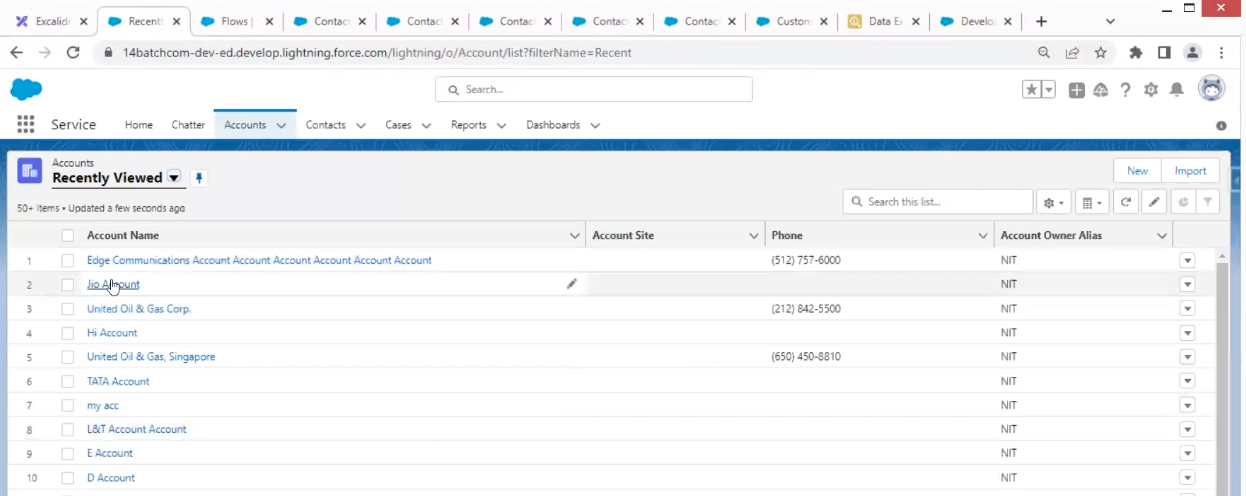 Excalidr
Recent
Flows |
Contac
Contac
Contac
Contac
Contac
Custom
Data Ex
Develop
14batchcom-dev-ed.develop.lightning.force.com/lightning/o/Account/list?filterName=Recent
Search...
Service Home Chatter Accounts Contacts Cases Reports Dashboards
Accounts
Recently Viewed
New Import
50+ items • Updated a few seconds ago
Search this list...
Account Name Account Site Phone Account Owner Alias
1 Edge Communications Account Account Account Account Account Account (512) 757-6000 NIT
2 Jio Account NIT
3 United Oil & Gas Corp. (212) 842-5500 NIT
4 Hi Account NIT
5 United Oil & Gas, Singapore (650) 450-8810 NIT
6 TATA Account NIT
7 my acc NIT
8 L&T Account Account NIT
9 E Account NIT
10 D Account NIT